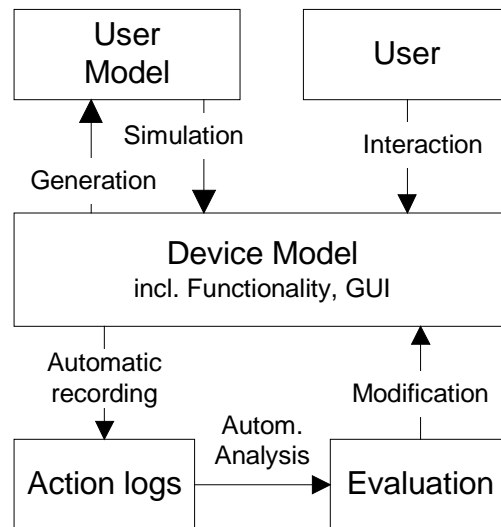 User
Model
User
Simulation
Interaction
Generation
Device Model
incl. Functionality, GUI
Automatic
recording
Modification
Autom.
Analysis
Action logs
Evaluation